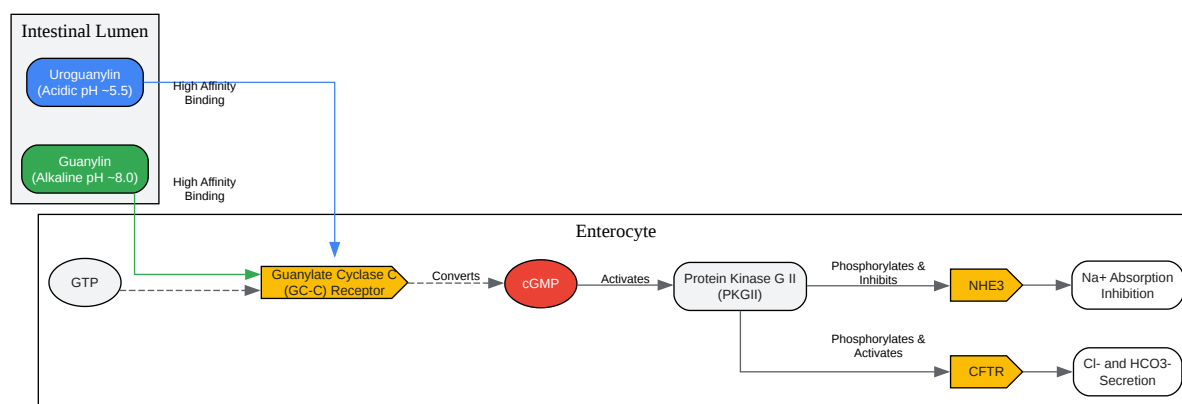 Intestinal Lumen
Uroguanylin
(Acidic pH ~5.5)
High Affinity
Binding
Guanylin
(Alkaline pH ~8.0)
High Affinity
Binding
Enterocyte
GTP
Guanylate Cyclase C
(GC-C) Receptor
Converts
cGMP
Activates
Protein Kinase G II
(PKGII)
Phosphorylates &
Inhibits
NHE3
Na+ Absorption
Inhibition
Phosphorylates &
Activates
CFTR
Cl- and HCO3-
Secretion